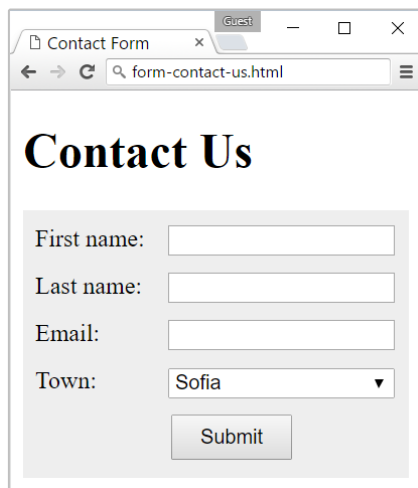 Guest
Contact Form
form-contact-us.html
Contact Us
First name:
Last name:
Email:
Town: Sofia
Submit